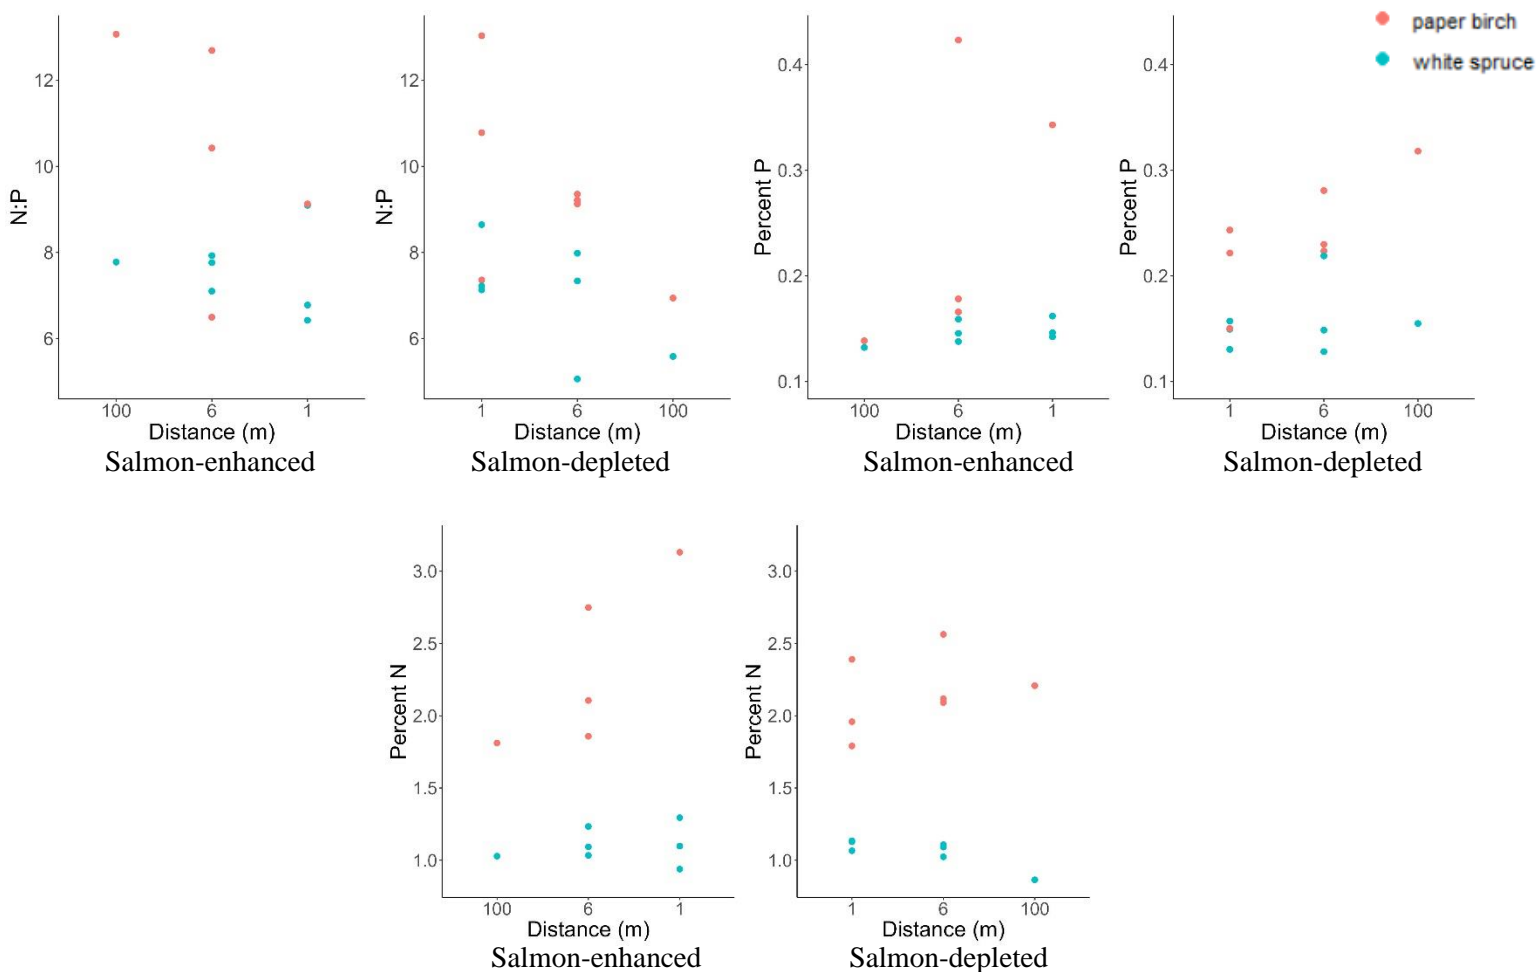 paper birch
white spruce
N:P
12
10
8
6
100 6 1
Distance (m)
Salmon-enhanced
N:P
12
10
8
6
1 6 100
Distance (m)
Salmon-depleted
Percent P
0.4
0.3
0.2
0.1
100 6 1
Distance (m)
Salmon-enhanced
Percent P
0.4
0.3
0.2
0.1
1 6 100
Distance (m)
Salmon-depleted
Percent N
3.0
2.5
2.0
1.5
1.0
100 6 1
Distance (m)
Salmon-enhanced
Percent N
3.0
2.5
2.0
1.5
1.0
1 6 100
Distance (m)
Salmon-depleted